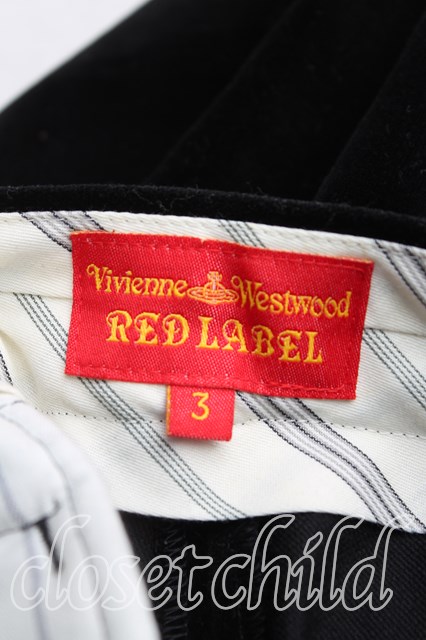 Vivienne Westwood
RED LABEL
3
closetchild